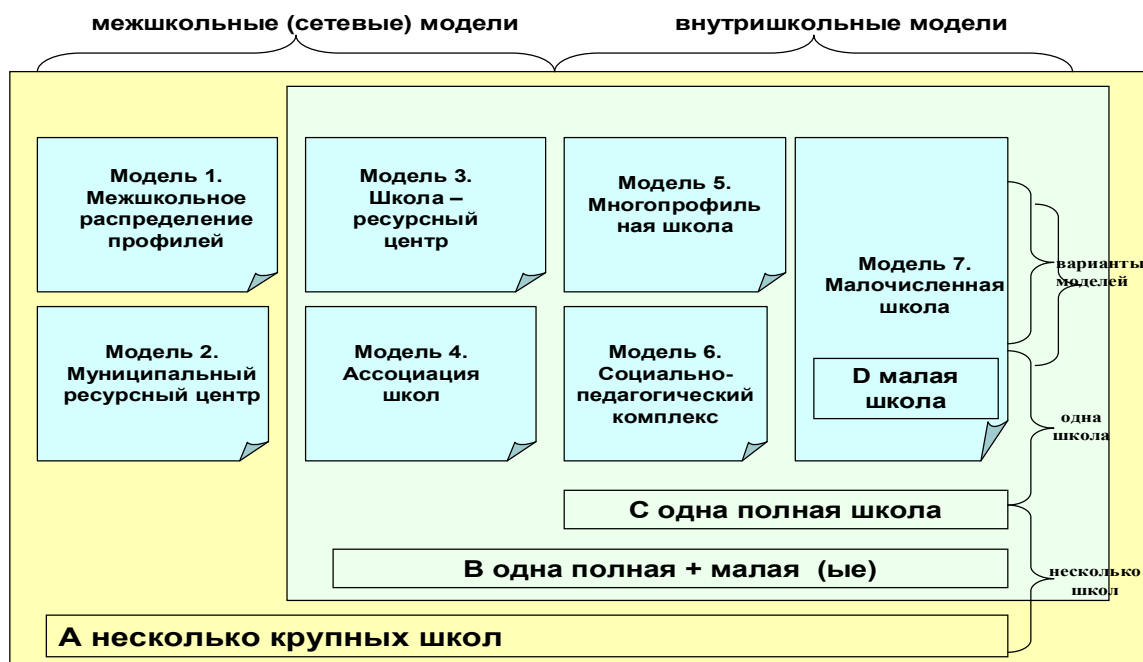 межшкольные (сетевые) модели
внутришкольные модели
Модель 1.
Межшкольное
распределение
профилей
Модель 3.
Школа –
ресурсный
центр
Модель 5.
Многопрофиль
ная школа
Модель 7.
Малочисленная
школа
варианты
моделей
Модель 2.
Муниципальный
ресурсный центр
Модель 4.
Ассоциация
школ
Модель 6.
Социально-
педагогический
комплекс
D малая
школа
одна
школа
С одна полная школа
В одна полная + малая (ые)
несколько
школ
А несколько крупных школ